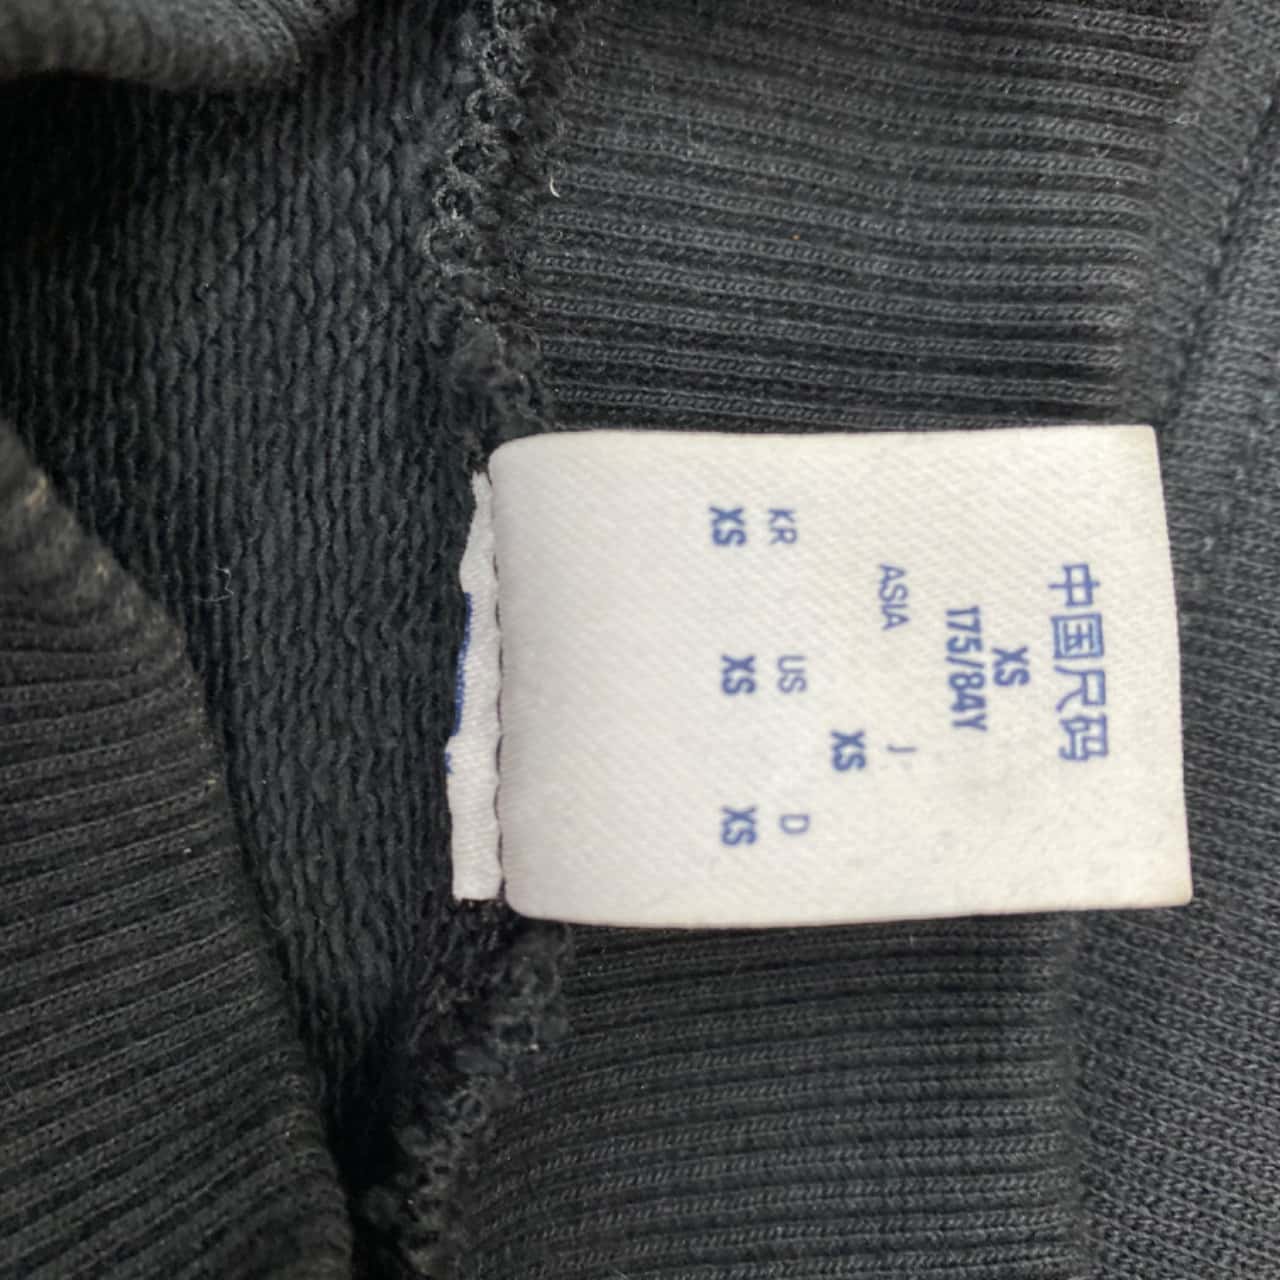 中国尺码
XS
175/84Y
ASIA J
XS
KR US D
XS XS XS